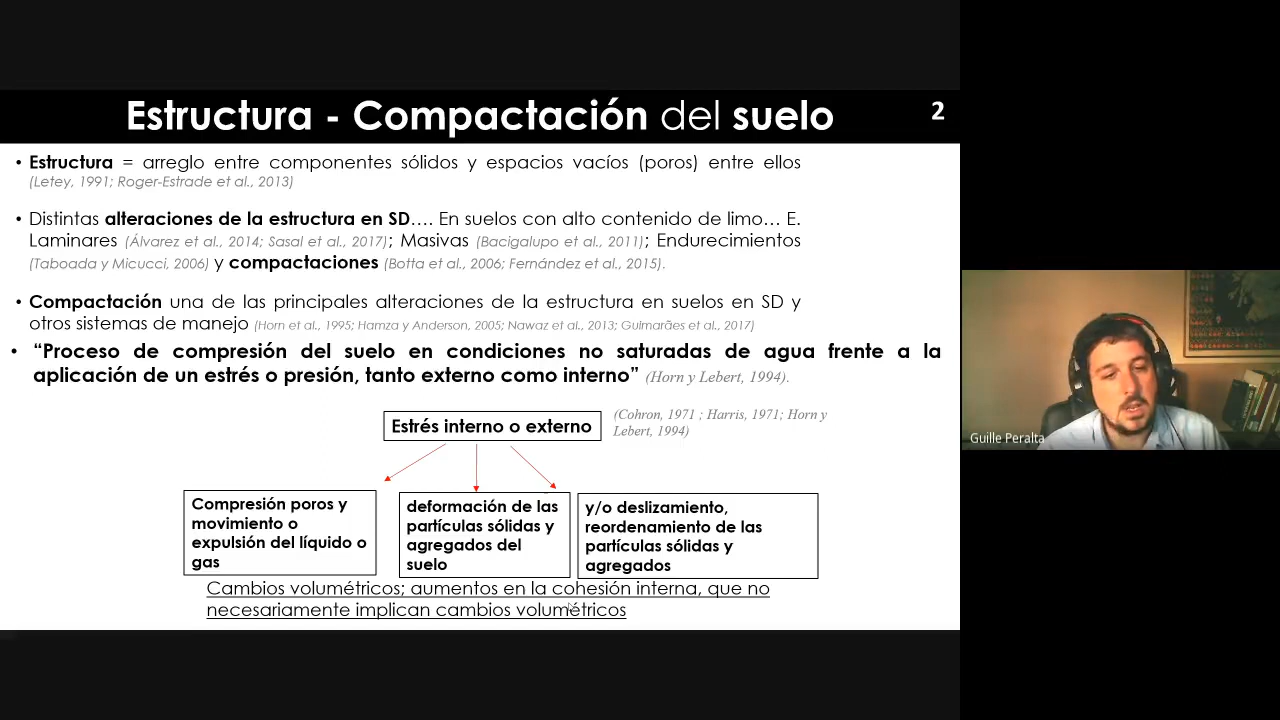 Estructura - Compactación del suelo
2
• Estructura = arreglo entre componentes sólidos y espacios vacíos (poros) entre ellos
(Letey, 1991; Roger-Estrade et al., 2013)
• Distintas alteraciones de la estructura en SD…. En suelos con alto contenido de limo… E.
Laminares (Álvarez et al., 2014; Sasal et al., 2017); Masivas (Bacigalupo et al., 2011); Endurecimientos
(Taboada y Micucci, 2006) y compactaciones (Botta et al., 2006; Fernández et al., 2015).
• Compactación una de las principales alteraciones de la estructura en suelos en SD y
otros sistemas de manejo (Horn et al., 1995; Hamza y Anderson, 2005; Nawaz et al., 2013; Guimarães et al., 2017)
• “Proceso de compresión del suelo en condiciones no saturadas de agua frente a la
aplicación de un estrés o presión, tanto externo como interno” (Horn y Lebert, 1994).
Estrés interno o externo
(Cohron, 1971 ; Harris, 1971; Horn y
Lebert, 1994)
Compresión poros y
movimiento o
expulsión del líquido o
gas
deformación de las
partículas sólidas y
agregados del
suelo
y/o deslizamiento,
reordenamiento de las
partículas sólidas y
agregados
Cambios volumétricos; aumentos en la cohesión interna, que no
necesariamente implican cambios volumétricos
Guille Peralta